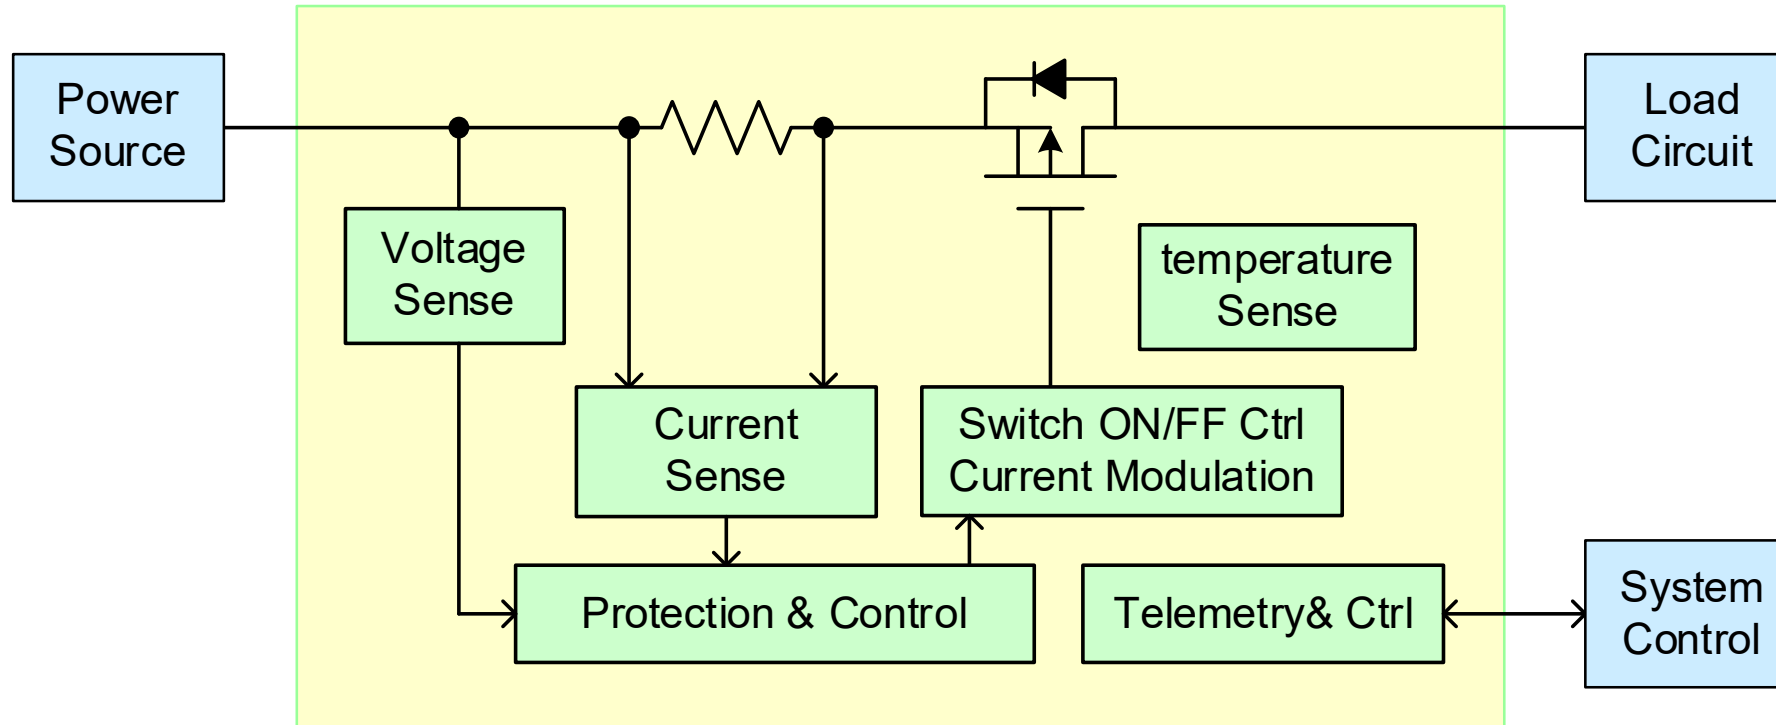 Power
Source
Load
Circuit
Voltage
Sense
temperature
Sense
Current
Sense
Switch ON/FF Ctrl
Current Modulation
Protection & Control
Telemetry& Ctrl
System
Control